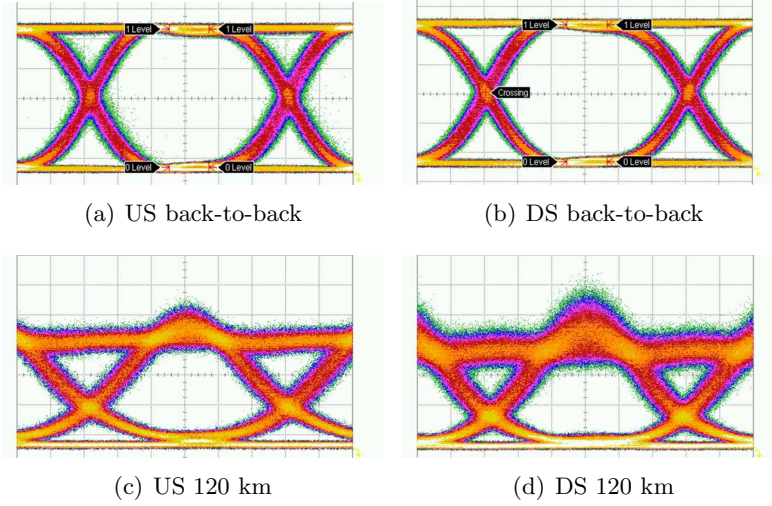 1 Level 1 Level
0 Level 0 Level
(a) US back-to-back
1 Level 1 Level
Crossing
0 Level 0 Level
(b) DS back-to-back
(c) US 120 km
(d) DS 120 km